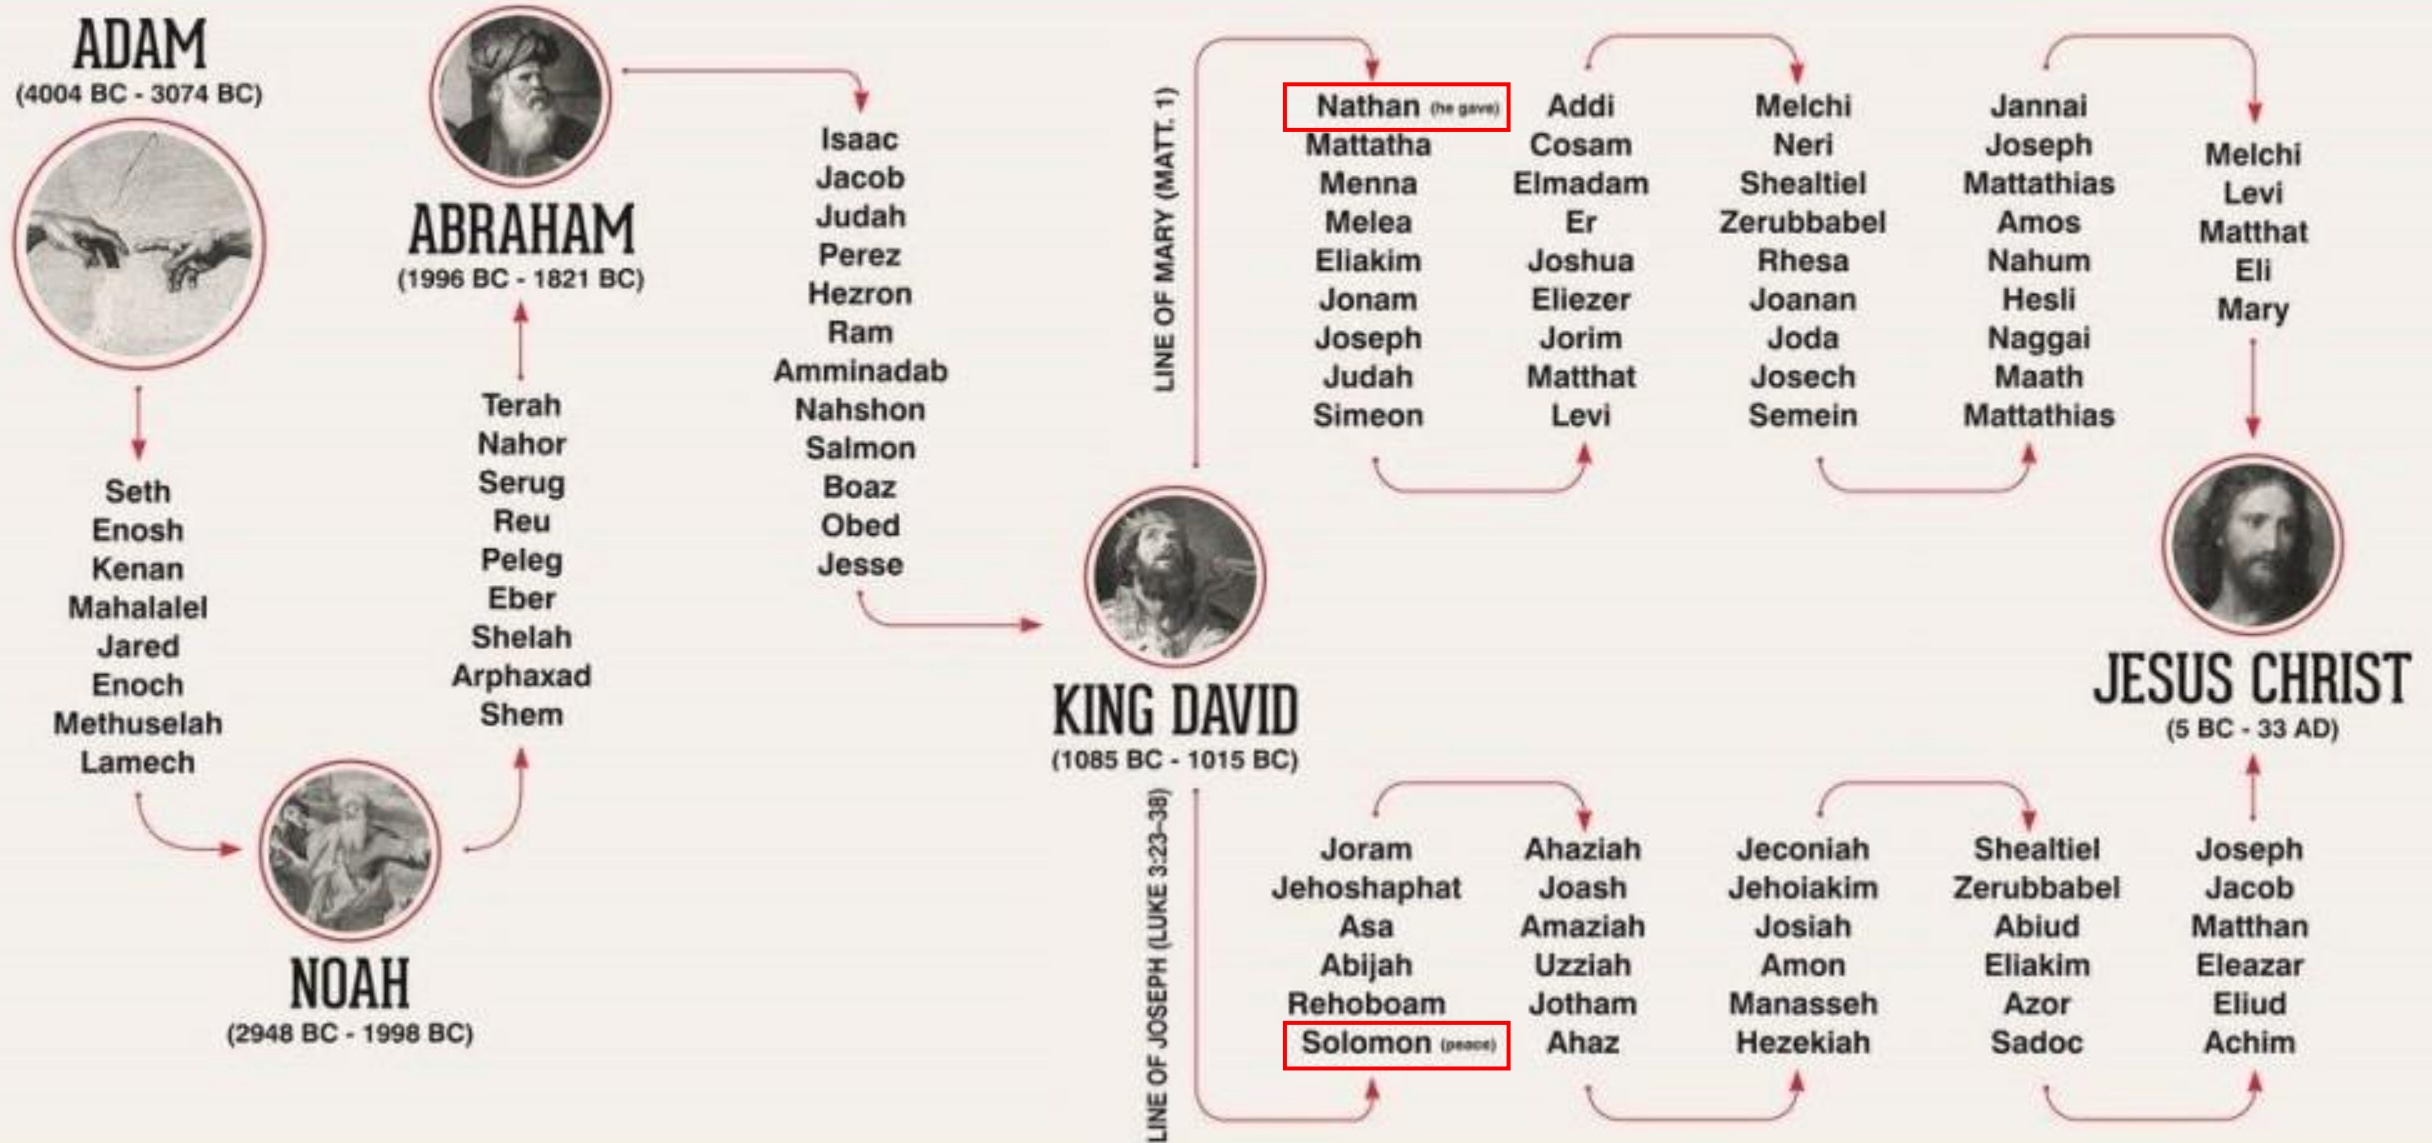 ADAM
(4004 BC - 3074 BC)
Seth
Enosh
Kenan
Mahalalel
Jared
Enoch
Methuselah
Lamech
NOAH
(2948 BC - 1998 BC)
ABRAHAM
(1996 BC - 1821 BC)
Terah
Nahor
Serug
Reu
Peleg
Eber
Shelah
Arphaxad
Shem
Isaac
Jacob
Judah
Perez
Hezron
Ram
Amminadab
Nahshon
Salmon
Boaz
Obed
Jesse
KING DAVID
(1085 BC - 1015 BC)
LINE OF MARY (MATT. 1)
Nathan (he gave)
Mattatha
Menna
Melea
Eliakim
Jonam
Joseph
Judah
Simeon
Addi
Cosam
Elmadam
Er
Joshua
Eliezer
Jorim
Matthat
Levi
Melchi
Neri
Shealtiel
Zerubbabel
Rhesa
Joanan
Joda
Josech
Semein
Jannai
Joseph
Mattathias
Amos
Nahum
Hesli
Naggai
Maath
Mattathias
Melchi
Levi
Matthat
Eli
Mary
JESUS CHRIST
(5 BC - 33 AD)
LINE OF JOSEPH (LUKE 3:23–38)
Joram
Jehoshaphat
Asa
Abijah
Rehoboam
Solomon (peace)
Ahaziah
Joash
Amaziah
Uzziah
Jotham
Ahaz
Jeconiah
Jehoiakim
Josiah
Amon
Manasseh
Hezekiah
Shealtiel
Zerubbabel
Abiud
Eliakim
Azor
Sadoc
Joseph
Jacob
Matthan
Eleazar
Eliud
Achim